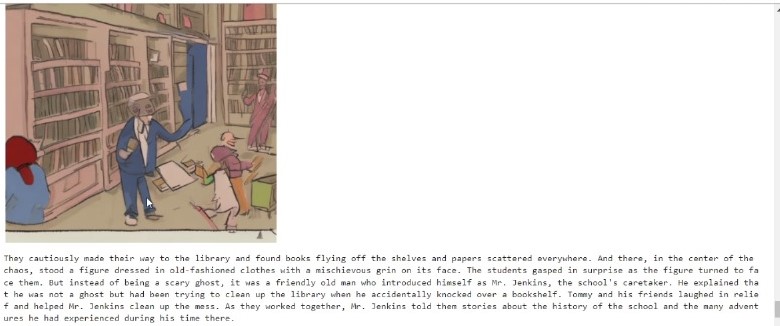 They cautiously made their way to the library and found books flying off the shelves and papers scattered everywhere. And there, in the center of the
chaos, stood a figure dressed in old-fashioned clothes with a mischievous grin on its face. The students gasped in surprise as the figure turned to fa
ce them. But instead of being a scary ghost, it was a friendly old man who introduced himself as Mr. Jenkins, the school's caretaker. He explained tha
t he was not a ghost but had been trying to clean up the library when he accidentally knocked over a bookshelf. Tommy and his friends laughed in relie
f and helped Mr. Jenkins clean up the mess. As they worked together, Mr. Jenkins told them stories about the history of the school and the many advent
ures he had experienced during his time there.